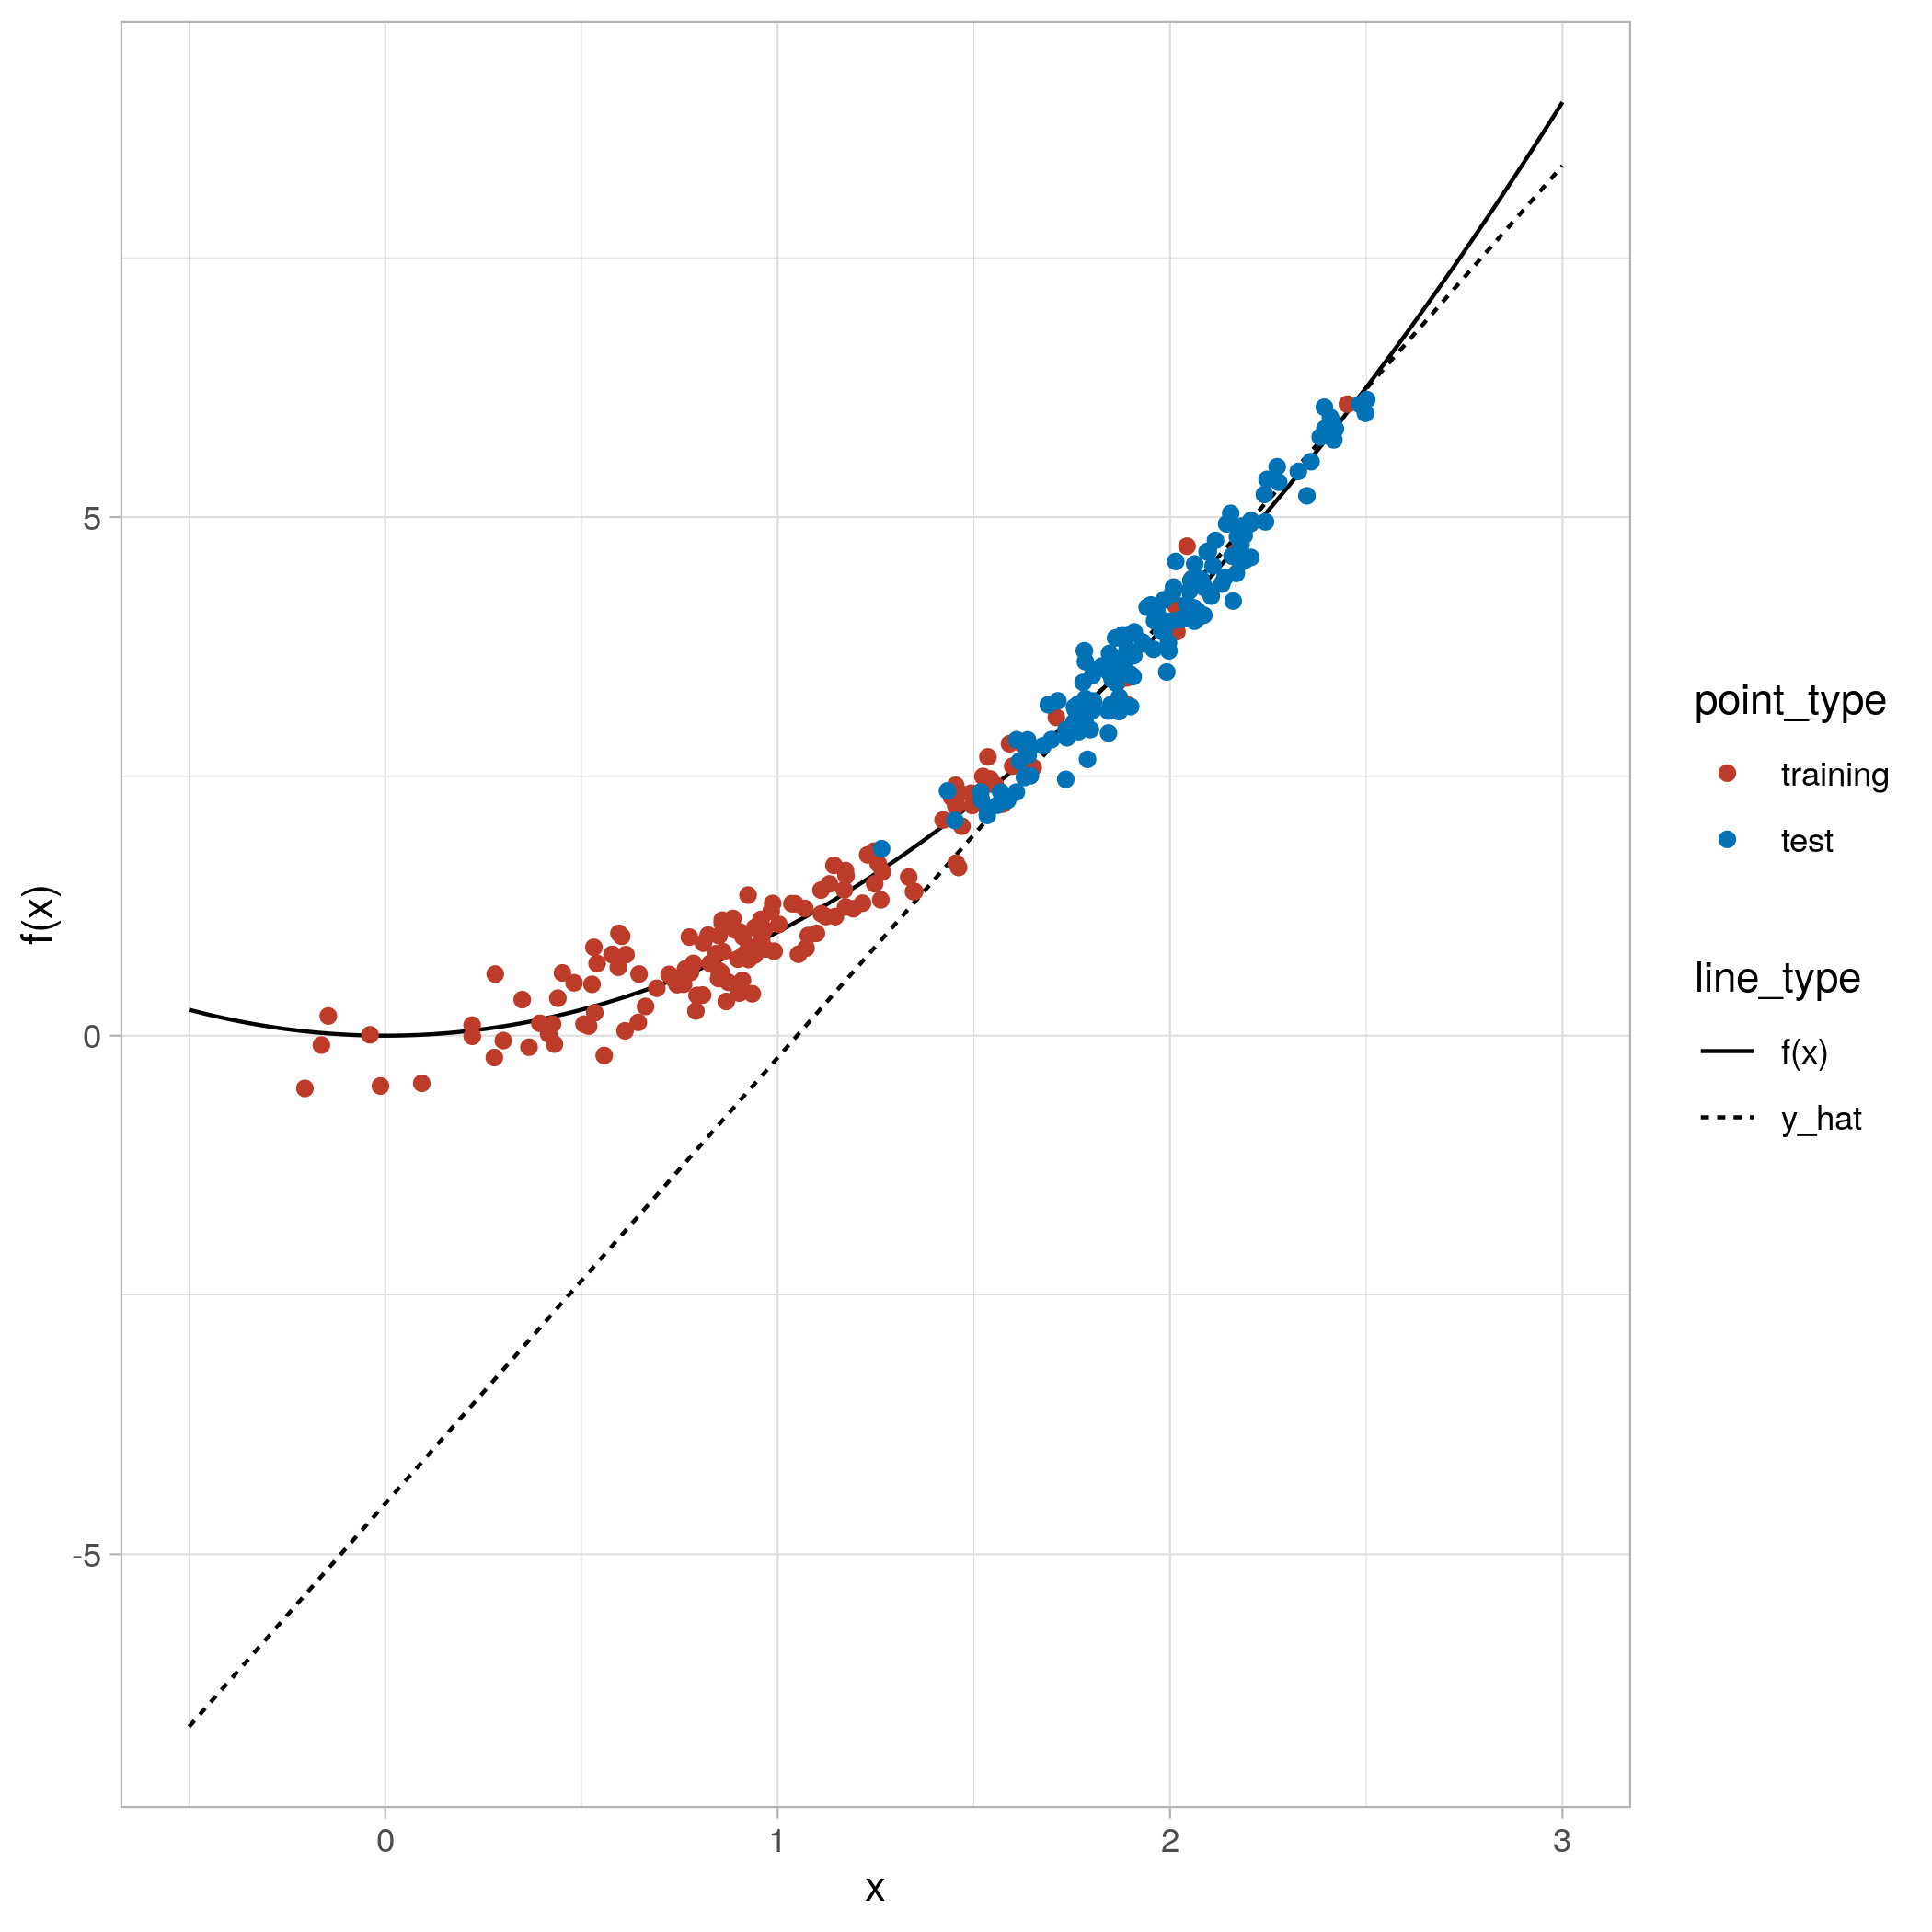 f(x)
5
0
-5
0
1
2
3
x
point_type
training
test
line_type
f(x)
y_hat